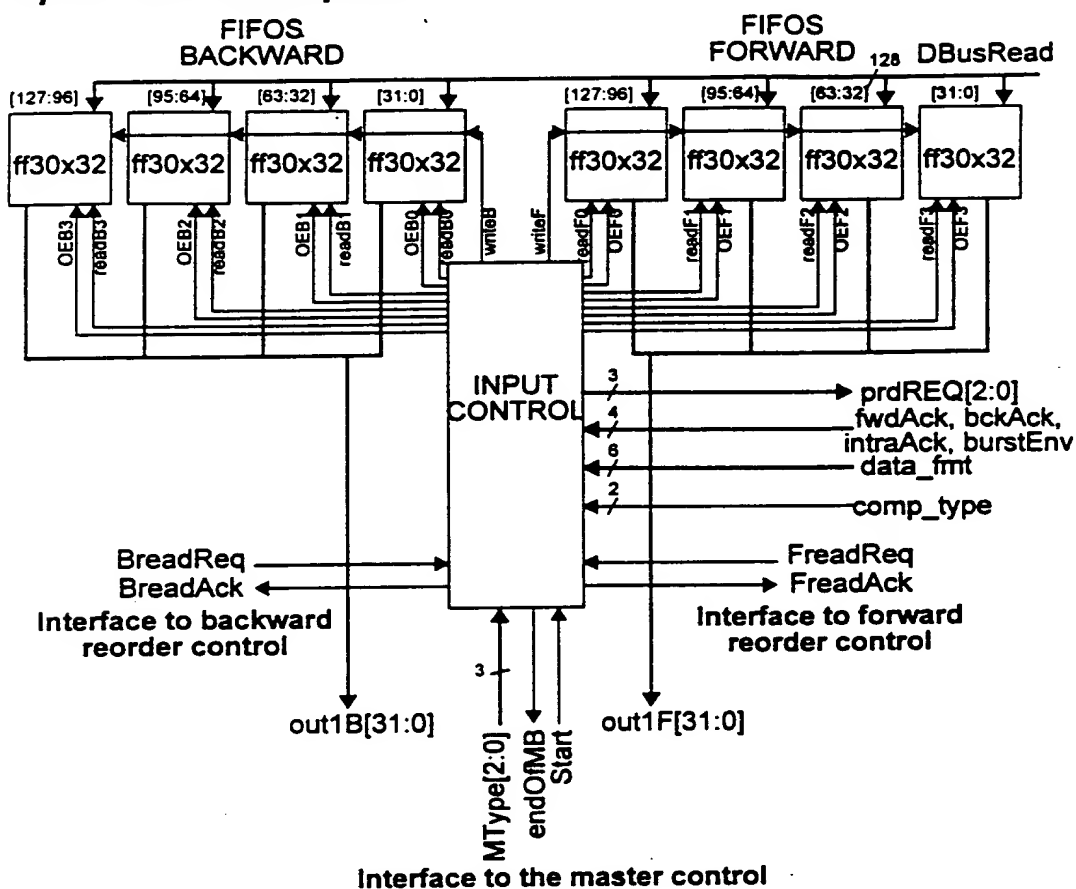 FIFOS
BACKWARD
FIFOS
FORWARD
128 DBusRead
[127:96] [95:64] [63:32] [31:0] [127:96] [95:64] [63:32] [31:0]
ff30x32 ff30x32 ff30x32 ff30x32 ff30x32 ff30x32 ff30x32 ff30x32
OEB3 readB3 OEB2 readB2 OEB1 readB1 OEB0 readB0 writeB writeF readF0 OEF0 readF1 OEF1 readF2 OEF2 readF3 OEF3
INPUT
CONTROL
3
prdREQ[2:0]
4
fwdAck, bckAck,
intraAck, burstEnv
6
data_fmt
2
comp_type
BreadReq
BreadAck
Interface to backward
reorder control
FreadReq
FreadAck
Interface to forward
reorder control
3
out1B[31:0]
out1F[31:0]
MType[2:0]
endOfMB
Start
Interface to the master control